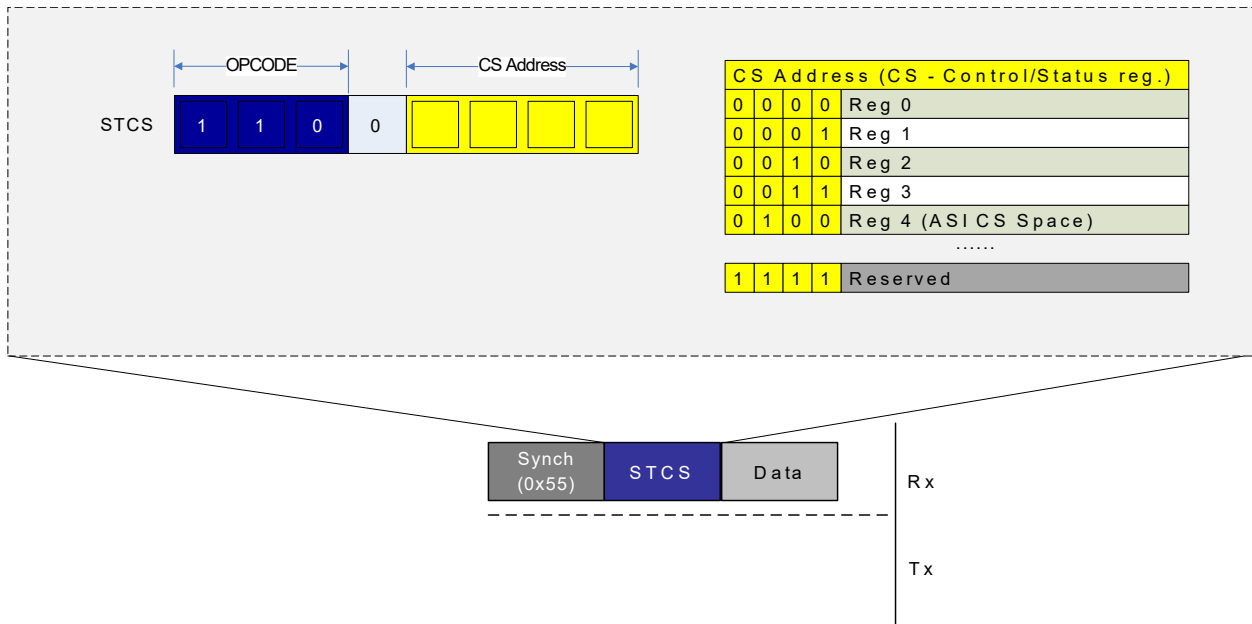 OPCODE CS Address
STCS 1 1 0 0
CS Address (CS - Control/Status reg.)
0 0 0 0 Reg 0
0 0 0 1 Reg 1
0 0 1 0 Reg 2
0 0 1 1 Reg 3
0 1 0 0 Reg 4 (ASI CS Space)
......
1 1 1 1 Reserved
Synch
(0x55)
STCS
Data
Rx
Tx